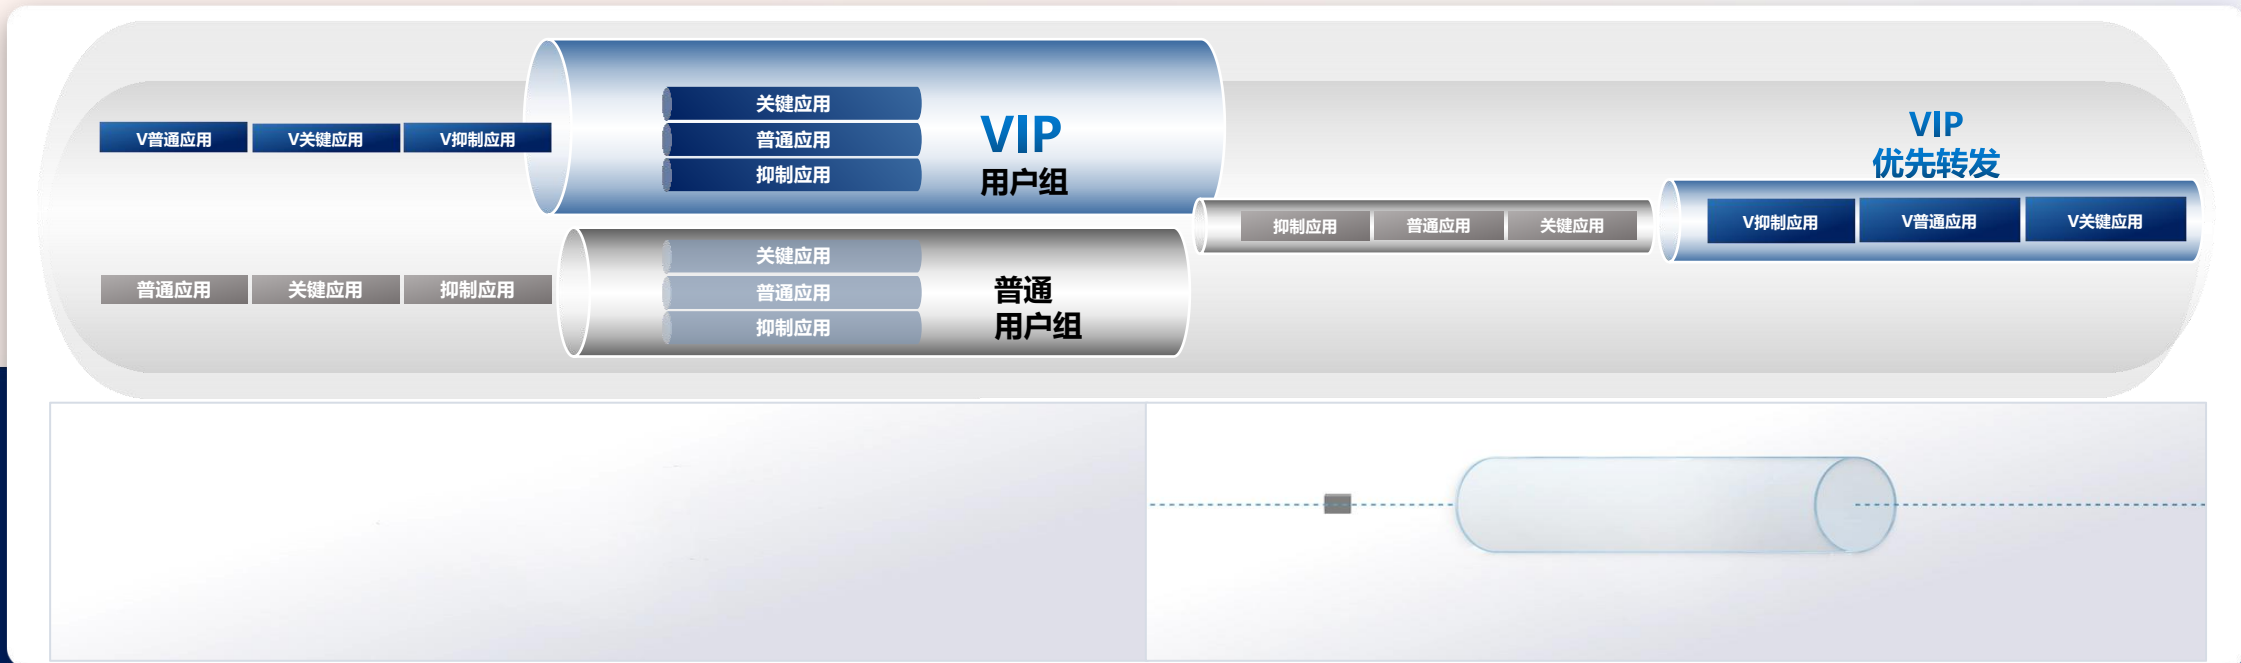 V普通应用 V关键应用 V抑制应用
关键应用
普通应用
抑制应用
VIP
用户组
普通应用 关键应用 抑制应用
关键应用
普通应用
抑制应用
普通
用户组
抑制应用 普通应用 关键应用
VIP
优先转发
V抑制应用 V普通应用 V关键应用